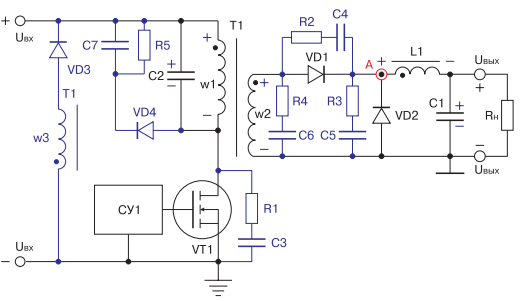 + Uвх
T1
C7
R5
VD3
C2
+
−
w1
+
−
T1
w3
VD4
R2
C4
VD1
A
+ L1 −
w2
+
−
R4
R3
C6
C5
VD2
C1
+
−
Uвых
+
Rн
−
Uвых
СУ1
VT1
R1
C3
Uвх
−